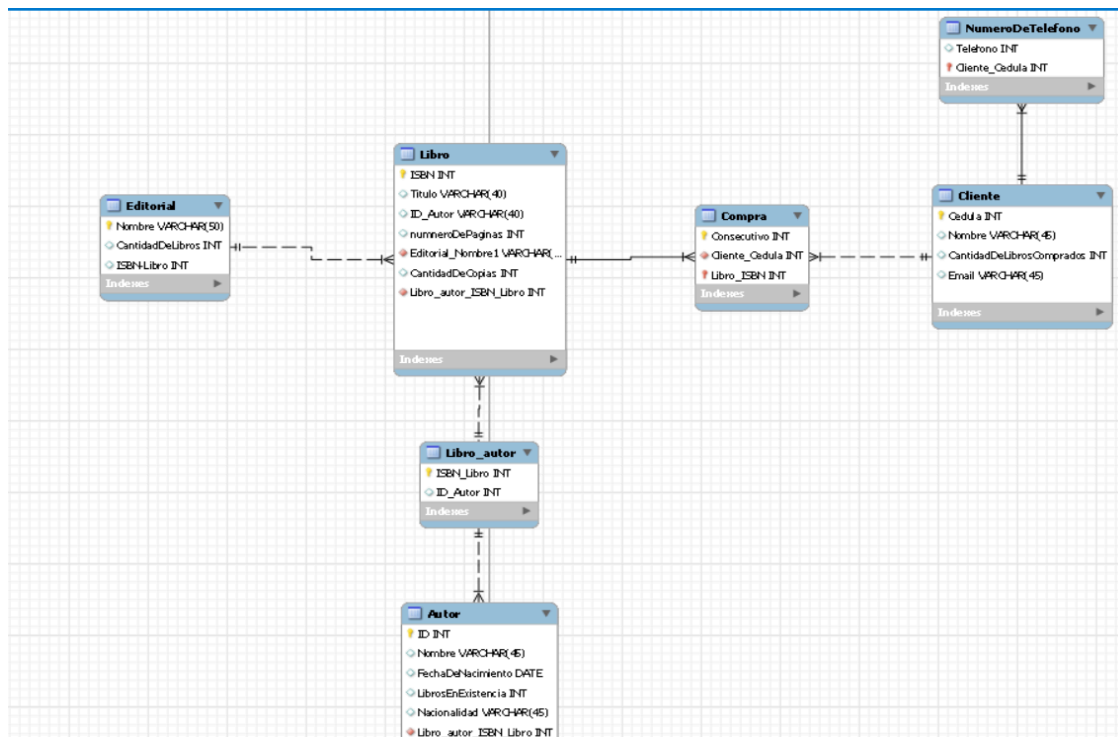 NumeroDeTelefono
Telefono INT
Cliente_Cedula INT
Indexes
Libro
ISBN INT
Titulo VARCHAR(40)
ID_Autor VARCHAR(40)
numneroDePaginas INT
Editorial_Nombre1 VARCHAR(...
CantidadDeCopias INT
Libro_autor_ISBN_Libro INT
Indexes
Editorial
Nombre VARCHAR(50)
CantidadDeLibros INT
ISBN-Libro INT
Indexes
Compra
Consecutivo INT
Cliente_Cedula INT
Libro_ISBN INT
Indexes
Cliente
Cedula INT
Nombre VARCHAR(45)
CantidadDeLibrosComprados INT
Email VARCHAR(45)
Indexes
Libro_autor
ISBN_Libro INT
ID_Autor INT
Indexes
Autor
ID INT
Nombre VARCHAR(45)
FechaDeNacimiento DATE
LibrosEnExistencia INT
Nacionalidad VARCHAR(45)
Libro_autor_ISBN_Libro INT